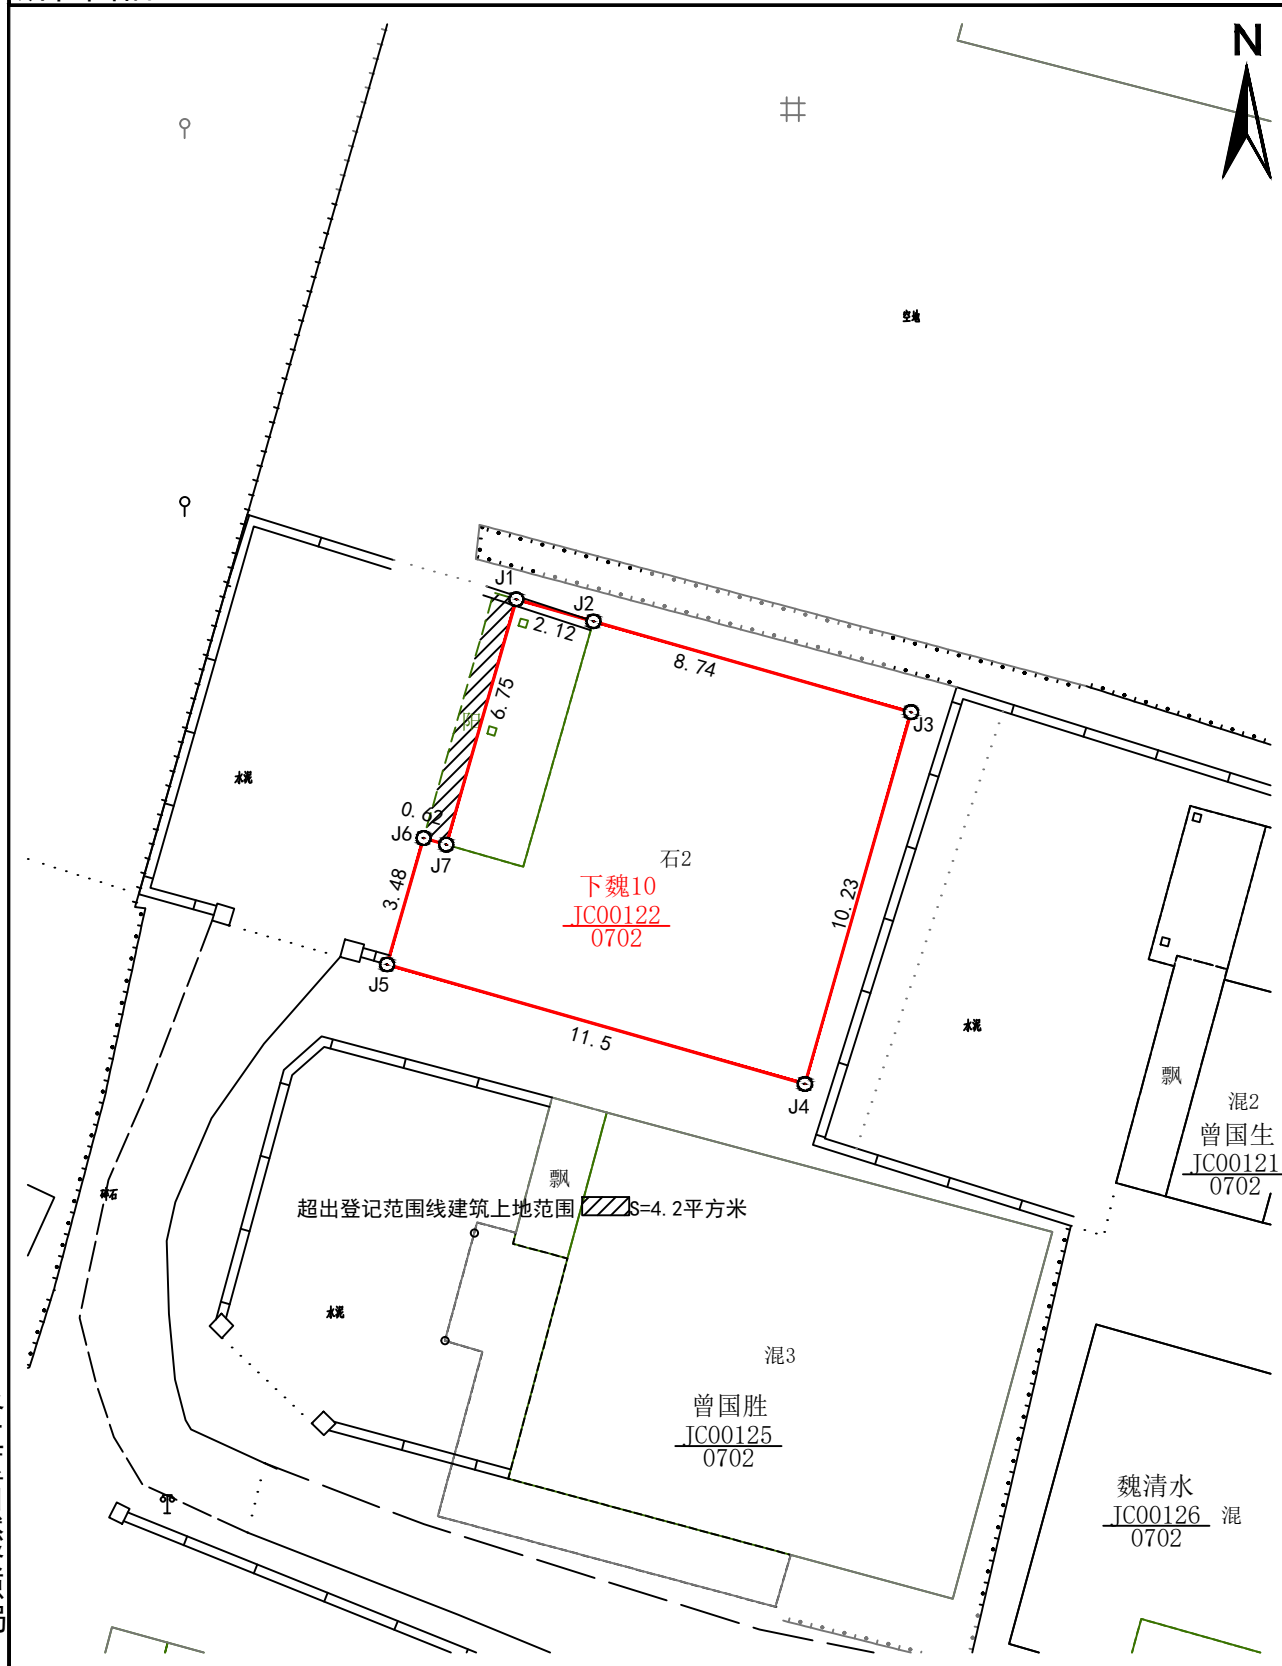 N
空地
J1
J2
2.12
8.74
J3
6.75
阳
水泥
0.62
J6
J7
石2
3.48
下魏10
JC00122
0702
10.23
J5
11.5
水泥
J4
飘
混2
曾国生
JC00121
0702
飘
碎石
超出登记范围线建筑上地范围 S=4.2平方米
水泥
混3
曾国胜
JC00125
0702
魏清水
JC00126 混
0702